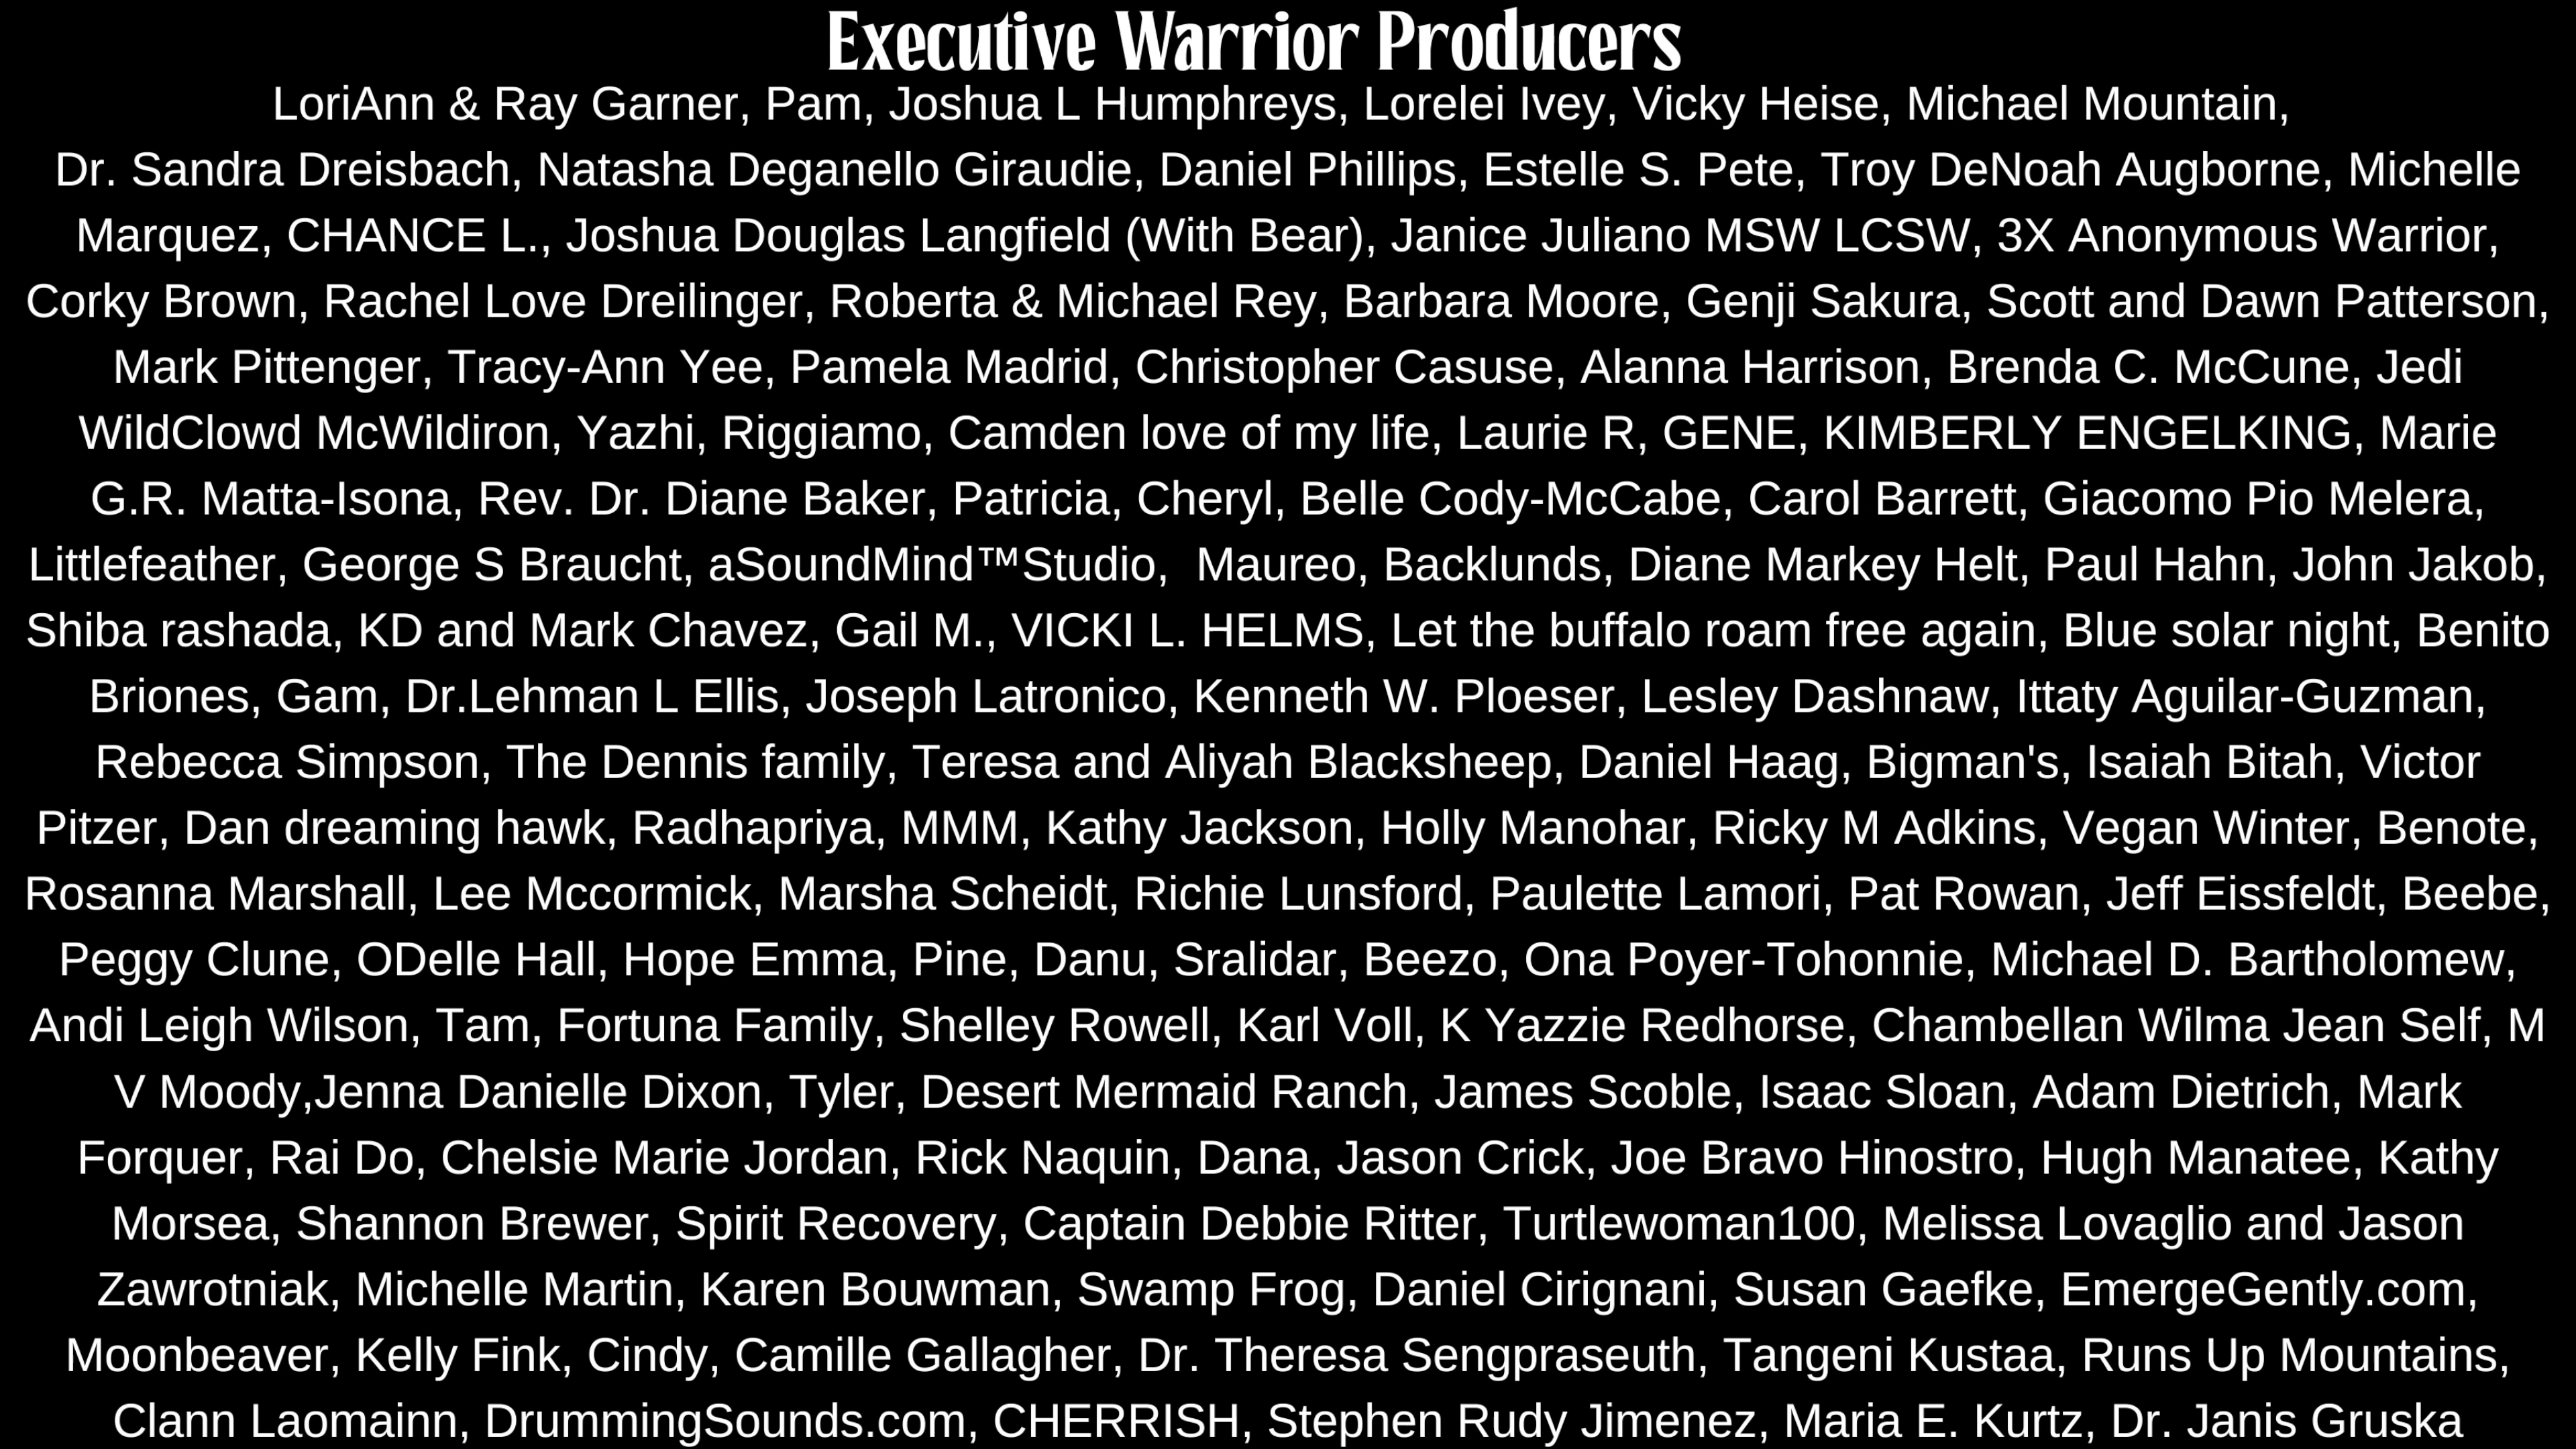 Executive Warrior Producers
LoriAnn & Ray Garner, Pam, Joshua L Humphreys, Lorelei Ivey, Vicky Heise, Michael Mountain,
Dr. Sandra Dreisbach, Natasha Deganello Giraudie, Daniel Phillips, Estelle S. Pete, Troy DeNoah Augborne, Michelle
Marquez, CHANCE L., Joshua Douglas Langfield (With Bear), Janice Juliano MSW LCSW, 3X Anonymous Warrior,
Corky Brown, Rachel Love Dreilinger, Roberta & Michael Rey, Barbara Moore, Genji Sakura, Scott and Dawn Patterson,
Mark Pittenger, Tracy-Ann Yee, Pamela Madrid, Christopher Casuse, Alanna Harrison, Brenda C. McCune, Jedi
WildClowd McWildiron, Yazhi, Riggiamo, Camden love of my life, Laurie R, GENE, KIMBERLY ENGELKING, Marie
G.R. Matta-Isona, Rev. Dr. Diane Baker, Patricia, Cheryl, Belle Cody-McCabe, Carol Barrett, Giacomo Pio Melera,
Littlefeather, George S Braucht, aSoundMind™Studio,  Maureo, Backlunds, Diane Markey Helt, Paul Hahn, John Jakob,
Shiba rashada, KD and Mark Chavez, Gail M., VICKI L. HELMS, Let the buffalo roam free again, Blue solar night, Benito
Briones, Gam, Dr.Lehman L Ellis, Joseph Latronico, Kenneth W. Ploeser, Lesley Dashnaw, Ittaty Aguilar-Guzman,
Rebecca Simpson, The Dennis family, Teresa and Aliyah Blacksheep, Daniel Haag, Bigman's, Isaiah Bitah, Victor
Pitzer, Dan dreaming hawk, Radhapriya, MMM, Kathy Jackson, Holly Manohar, Ricky M Adkins, Vegan Winter, Benote,
Rosanna Marshall, Lee Mccormick, Marsha Scheidt, Richie Lunsford, Paulette Lamori, Pat Rowan, Jeff Eissfeldt, Beebe,
Peggy Clune, ODelle Hall, Hope Emma, Pine, Danu, Sralidar, Beezo, Ona Poyer-Tohonnie, Michael D. Bartholomew,
Andi Leigh Wilson, Tam, Fortuna Family, Shelley Rowell, Karl Voll, K Yazzie Redhorse, Chambellan Wilma Jean Self, M
V Moody,Jenna Danielle Dixon, Tyler, Desert Mermaid Ranch, James Scoble, Isaac Sloan, Adam Dietrich, Mark
Forquer, Rai Do, Chelsie Marie Jordan, Rick Naquin, Dana, Jason Crick, Joe Bravo Hinostro, Hugh Manatee, Kathy
Morsea, Shannon Brewer, Spirit Recovery, Captain Debbie Ritter, Turtlewoman100, Melissa Lovaglio and Jason
Zawrotniak, Michelle Martin, Karen Bouwman, Swamp Frog, Daniel Cirignani, Susan Gaefke, EmergeGently.com,
Moonbeaver, Kelly Fink, Cindy, Camille Gallagher, Dr. Theresa Sengpraseuth, Tangeni Kustaa, Runs Up Mountains,
Clann Laomainn, DrummingSounds.com, CHERRISH, Stephen Rudy Jimenez, Maria E. Kurtz, Dr. Janis Gruska